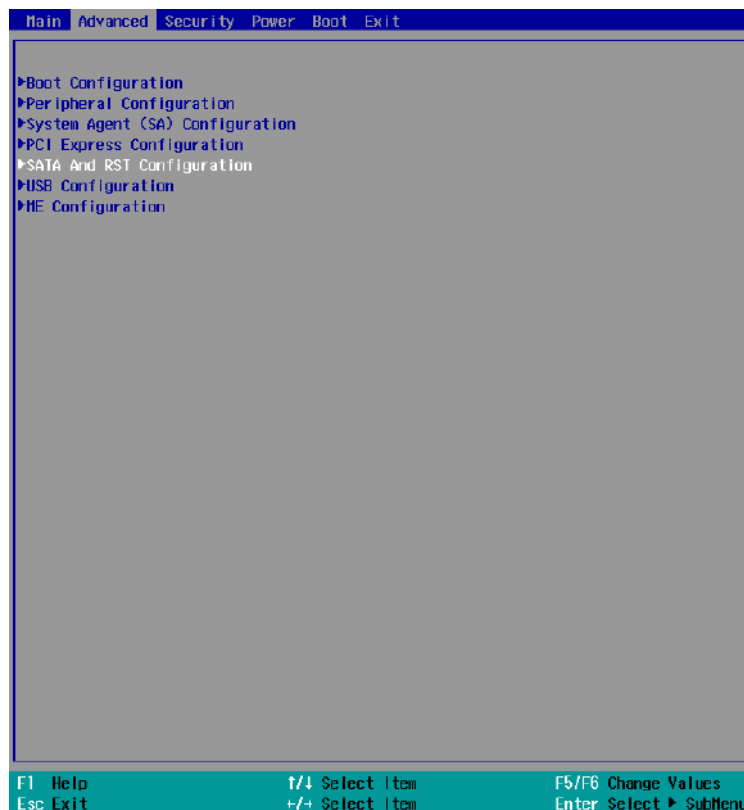 Main Advanced Security Power Boot Exit
▶Boot Configuration
▶Peripheral Configuration
▶System Agent (SA) Configuration
▶PCI Express Configuration
▶SATA And RST Configuration
▶USB Configuration
▶ME Configuration
F1 Help ↑/↓ Select Item F5/F6 Change Values
Esc Exit ←/→ Select Item Enter Select ▶ SubMenu